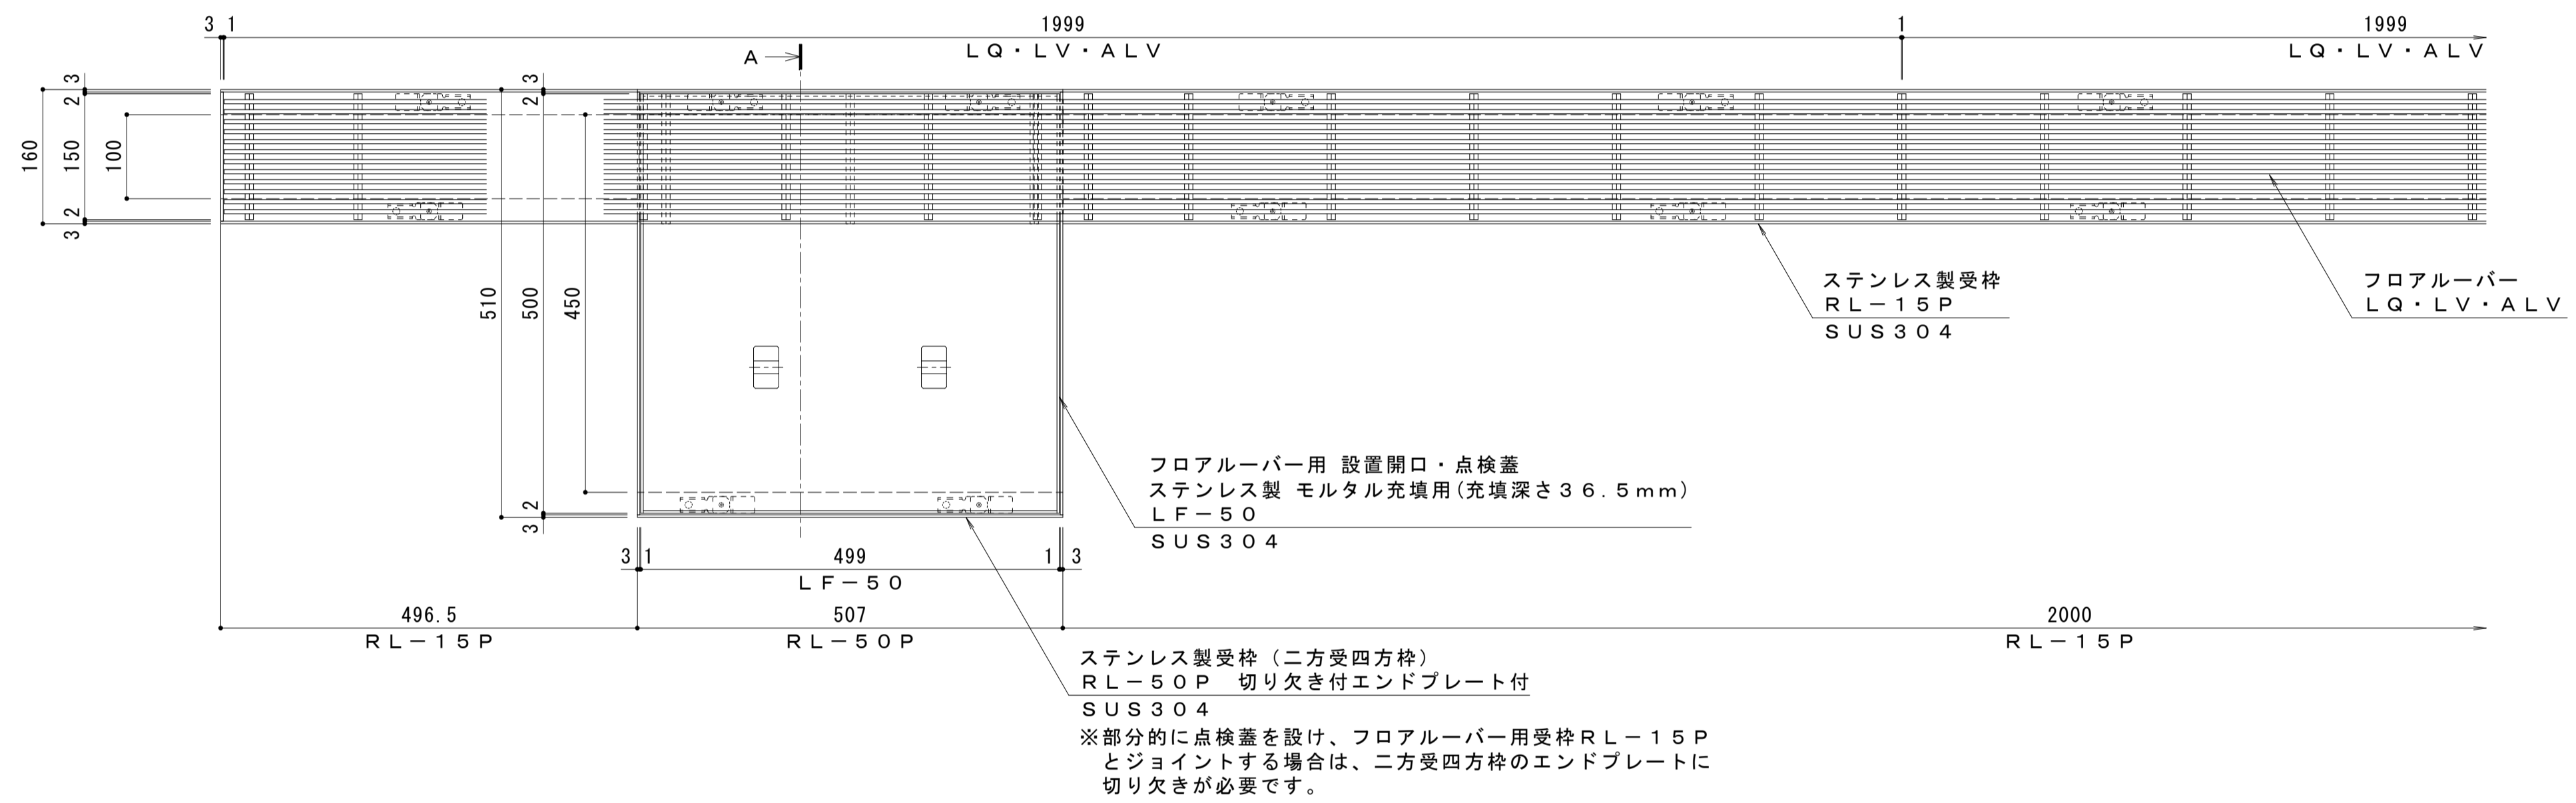 3 1 1999 1 1999
LQ・LV・ALV LQ・LV・ALV
A
3
2
160
150
100
2
3
3
2
510
500
450
2
3
ステンレス製受枠
RL－15P
SUS304
フロアルーバー
LQ・LV・ALV
フロアルーバー用 設置開口・点検蓋
ステンレス製 モルタル充填用(充填深さ36.5mm)
LF－50
SUS304
3 1 499 1 3
LF－50
496.5 507 2000
RL－15P RL－50P RL－15P
ステンレス製受枠（二方受四方枠）
RL－50P 切り欠き付エンドプレート付
SUS304
※部分的に点検蓋を設け、フロアルーバー用受枠RL－15P
とジョイントする場合は、二方受四方枠のエンドプレートに
切り欠きが必要です。